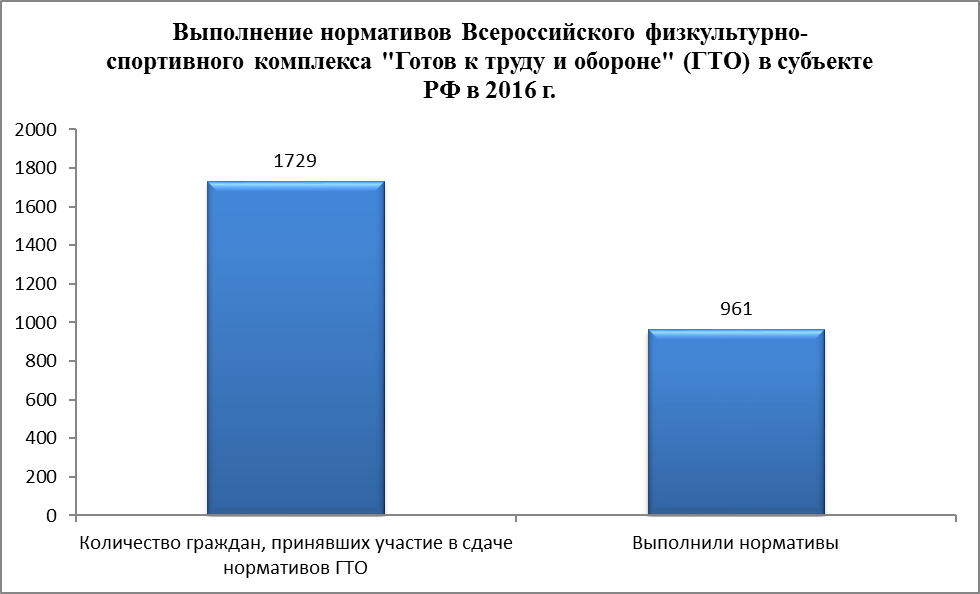 Выполнение нормативов Всероссийского физкультурно-
спортивного комплекса "Готов к труду и обороне" (ГТО) в субъекте
РФ в 2016 г.
2000
1800
1600
1400
1200
1000
800
600
400
200
0
1729
961
Количество граждан, принявших участие в сдаче
нормативов ГТО
Выполнили нормативы